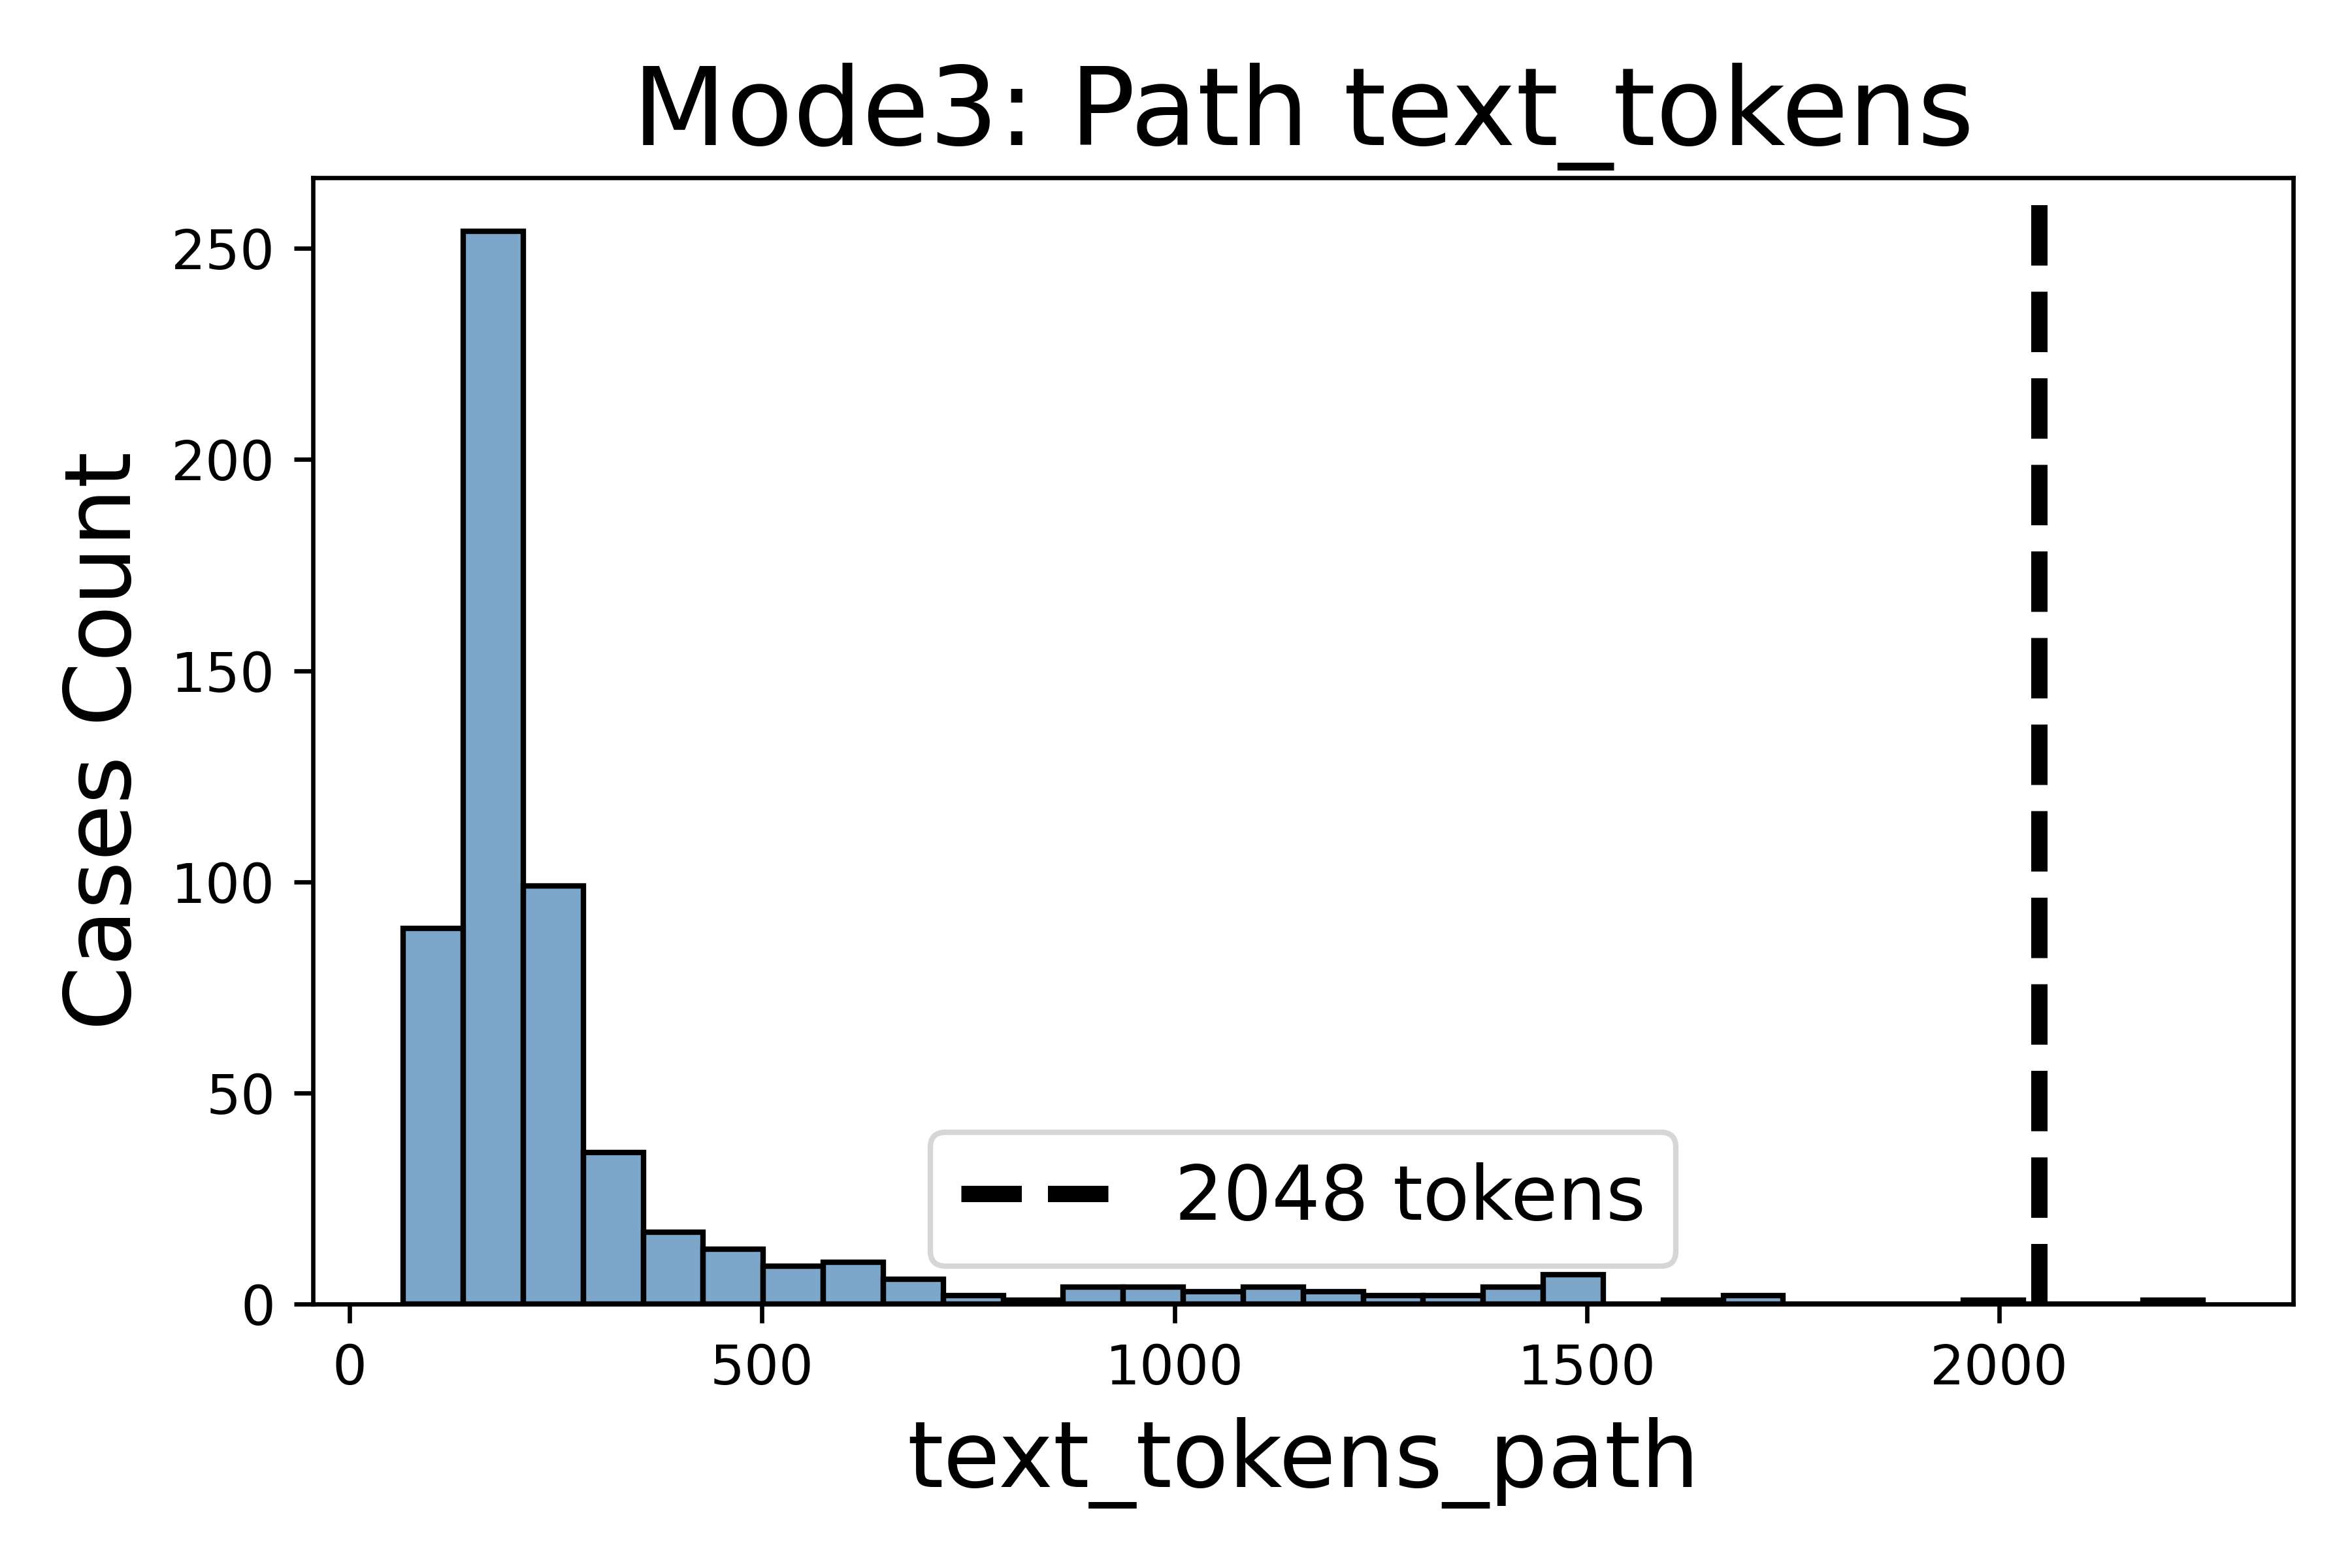 Mode3: Path text_tokens
Cases Count
250
200
150
100
50
0
2048 tokens
0 500 1000 1500 2000
text_tokens_path